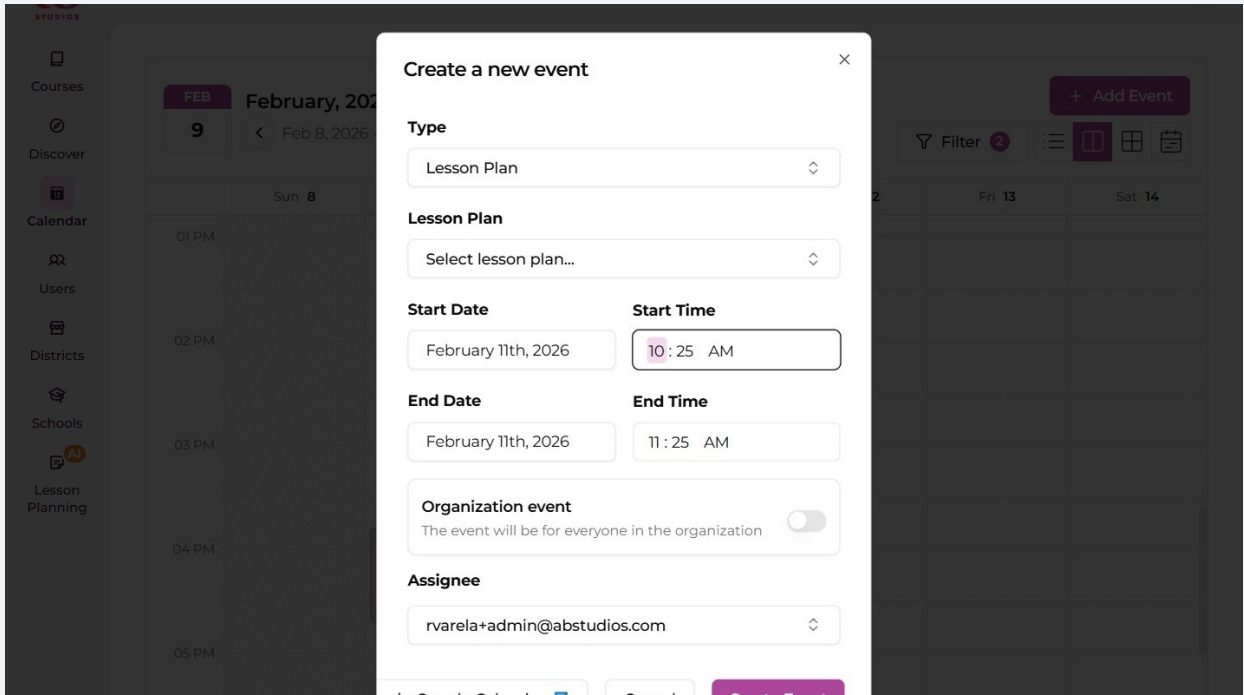 STUDIOS
Courses
Discover
Calendar
Users
Districts
Schools
AI
Lesson
Planning
FEB
9
February, 202
Feb 8, 2026
+ Add Event
Filter 2
Sun 8
2
Fri 13
Sat 14
01 PM
02 PM
03 PM
04 PM
05 PM
Create a new event
Type
Lesson Plan
Lesson Plan
Select lesson plan...
Start Date
Start Time
February 11th, 2026
10 : 25 AM
End Date
End Time
February 11th, 2026
11 : 25 AM
Organization event
The event will be for everyone in the organization
Assignee
rvarela+admin@abstudios.com